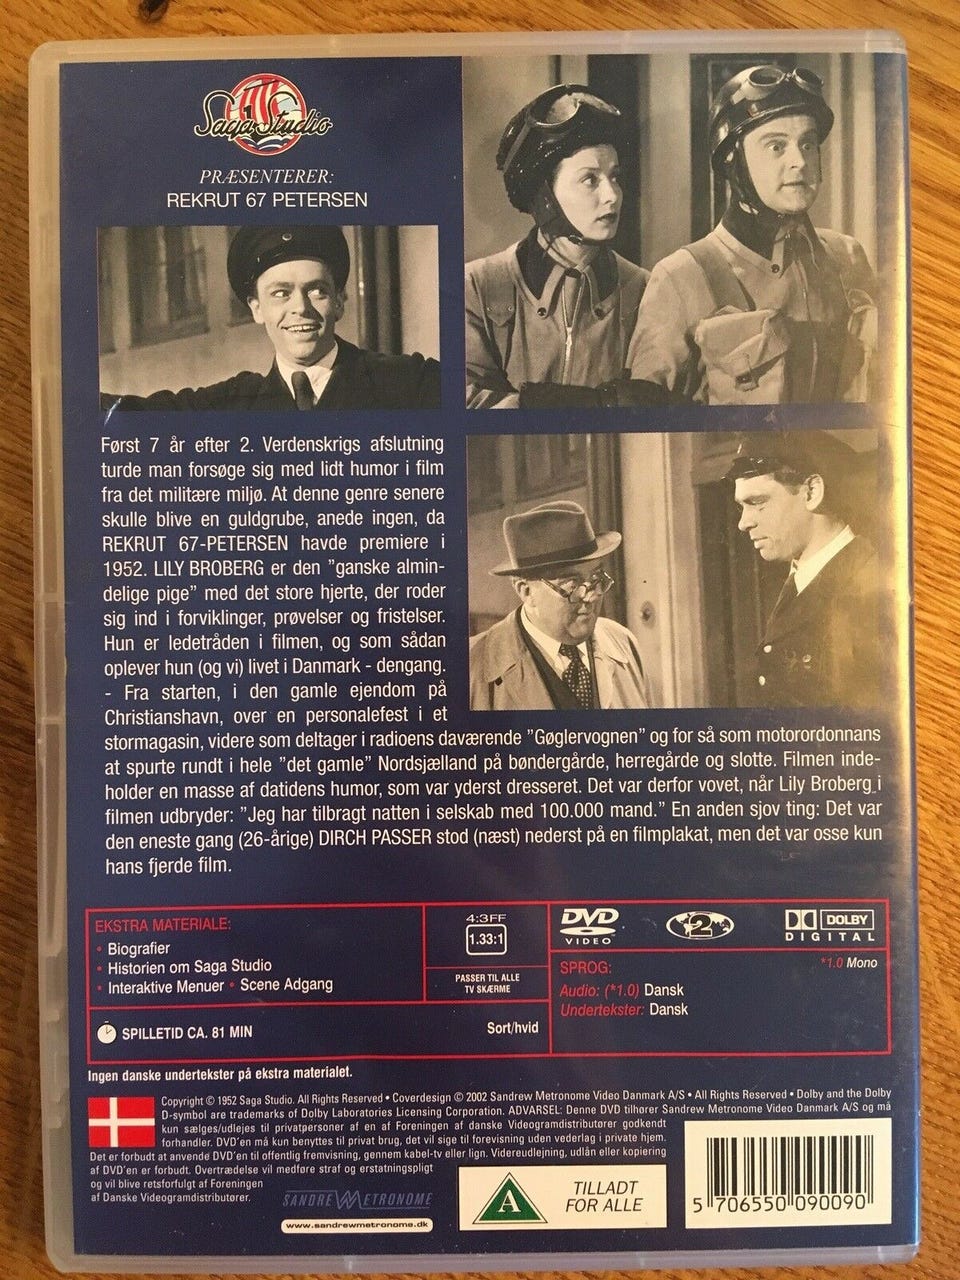 Saga Studio
PRÆSENTERER:
REKRUT 67 PETERSEN
Først 7 år efter 2. Verdenskrigs afslutning
turde man forsøge sig med lidt humor i film
fra det militære miljø. At denne genre senere
skulle blive en guldgrube, anede ingen, da
REKRUT 67-PETERSEN havde premiere i
1952. LILY BROBERG er den "ganske almin-
delige pige" med det store hjerte, der roder
sig ind i forviklinger, prøvelser og fristelser.
Hun er ledetråden i filmen, og som sådan
oplever hun (og vi) livet i Danmark - dengang.
- Fra starten, i den gamle ejendom på
Christianshavn, over en personalefest i et
stormagasin, videre som deltager i radioens daværende "Gøglervognen" og for så som motorordonnans
at spurte rundt i hele "det gamle" Nordsjælland på bøndergårde, herregårde og slotte. Filmen inde-
holder en masse af datidens humor, som var yderst dresseret. Det var derfor vovet, når Lily Broberg i
filmen udbryder: "Jeg har tilbragt natten i selskab med 100.000 mand." En anden sjov ting: Det var
den eneste gang (26-årige) DIRCH PASSER stod (næst) nederst på en filmplakat, men det var osse kun
hans fjerde film.
EKSTRA MATERIALE:
• Biografier
• Historien om Saga Studio
• Interaktive Menuer • Scene Adgang
4:3FF
1.33:1
PASSER TIL ALLE
TV SKÆRME
SPILLETID CA. 81 MIN
Sort/hvid
DVD
VIDEO
2
DOLBY
DIGITAL
*1.0 Mono
SPROG:
Audio: (*1.0) Dansk
Undertekster: Dansk
Ingen danske undertekster på ekstra materialet.
Copyright © 1952 Saga Studio. All Rights Reserved • Coverdesign © 2002 Sandrew Metronome Video Danmark A/S • All Rights Reserved • Dolby and the Dolby
D-symbol are trademarks of Dolby Laboratories Licensing Corporation. ADVARSEL: Denne DVD tilhører Sandrew Metronome Video Danmark A/S og må
kun sælges/udlejes til privatpersoner af en af Foreningen af danske Videogramdistributører godkendt
forhandler. DVD'en må kun benyttes til privat brug, det vil sige til forevisning uden vederlag i private hjem.
Det er forbudt at anvende DVD'en til offentlig fremvisning, gennem kabel-tv eller lign. Videreudlejning, udlån eller kopiering
af DVD'en er forbudt. Overtrædelse vil medføre straf og erstatningspligt
og vil blive retsforfulgt af Foreningen
af Danske Videogramdistributører.
SANDREW METRONOME
www.sandrewmetronome.dk
A
TILLADT
FOR ALLE
5 706550 090090